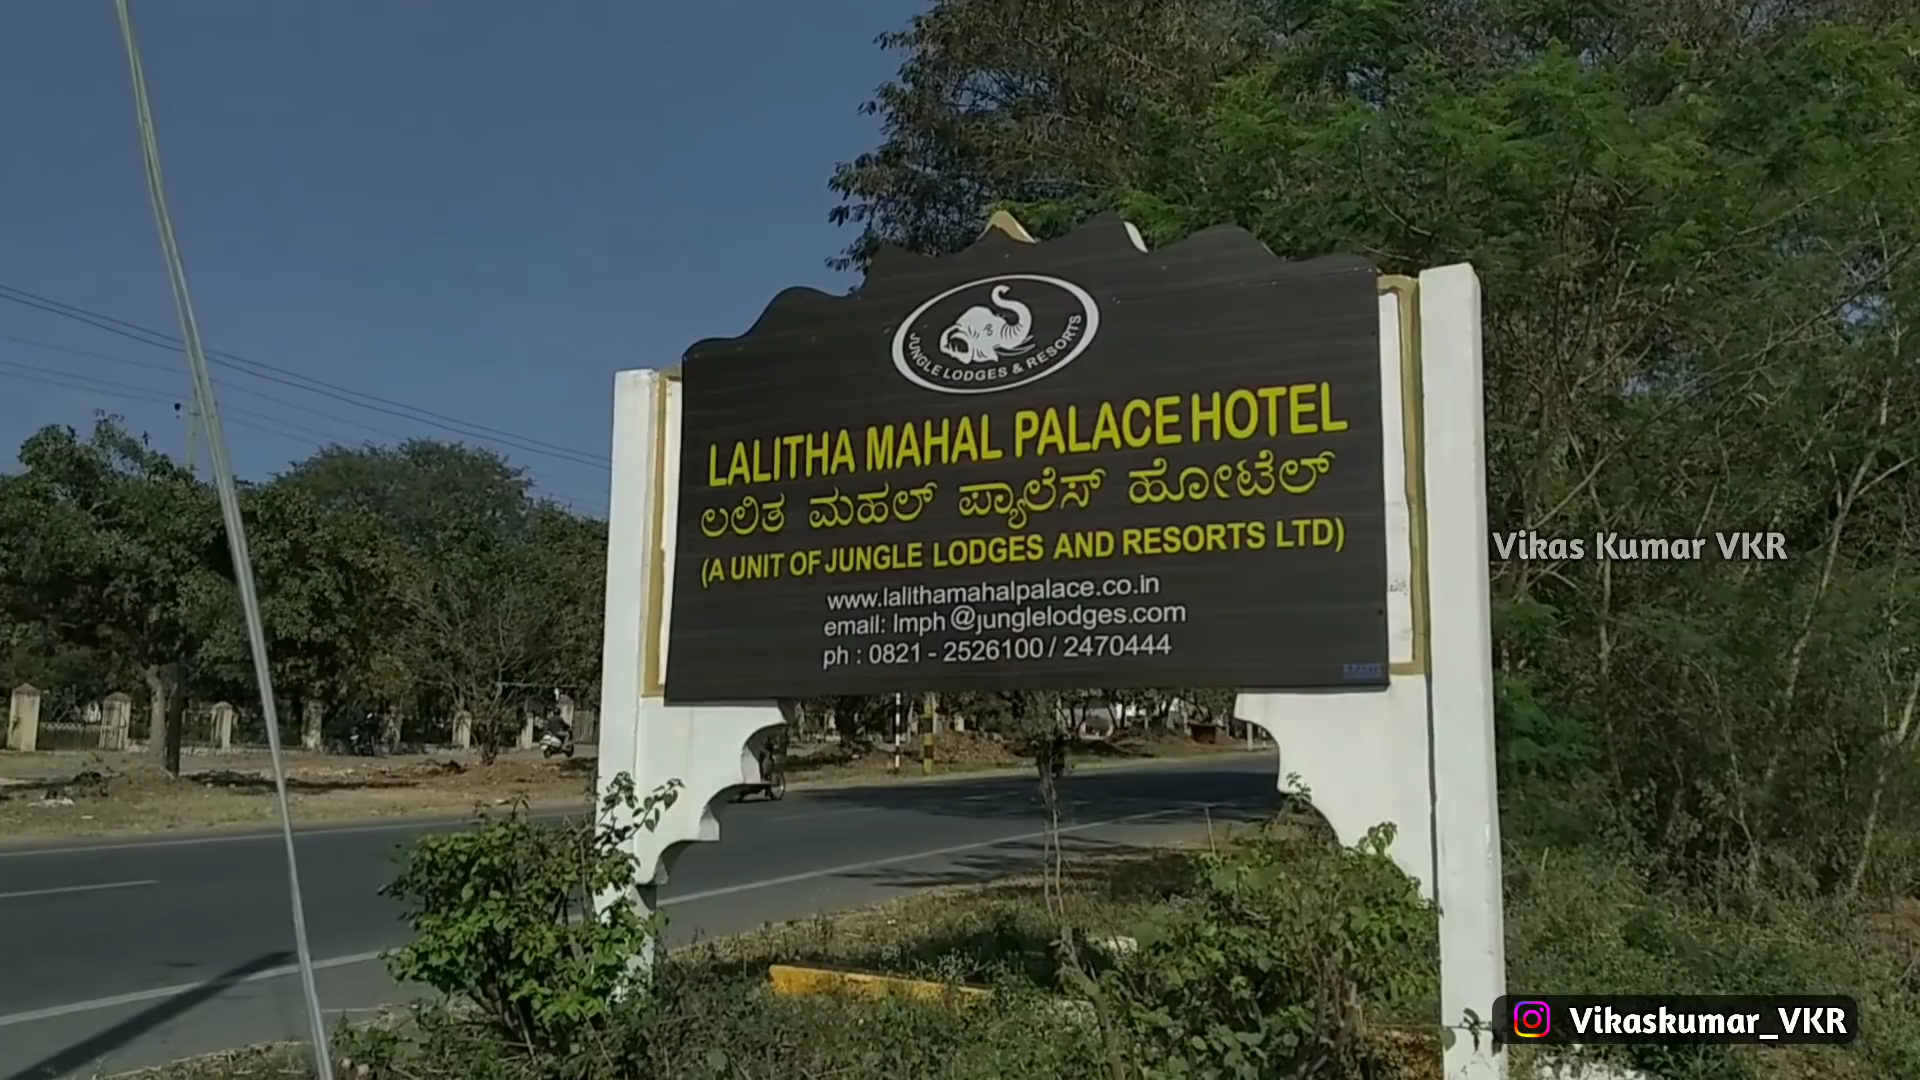 JUNGLE LODGES & RESORTS
LALITHA MAHAL PALACE HOTEL
ಲಲಿತ ಮಹಲ್ ಪ್ಯಾಲೆಸ್ ಹೋಟೆಲ್
(A UNIT OF JUNGLE LODGES AND RESORTS LTD)
www.lalithamahalpalace.co.in
email: lmph@junglelodges.com
ph : 0821 - 2526100 / 2470444
Vikas Kumar VKR
Vikaskumar_VKR